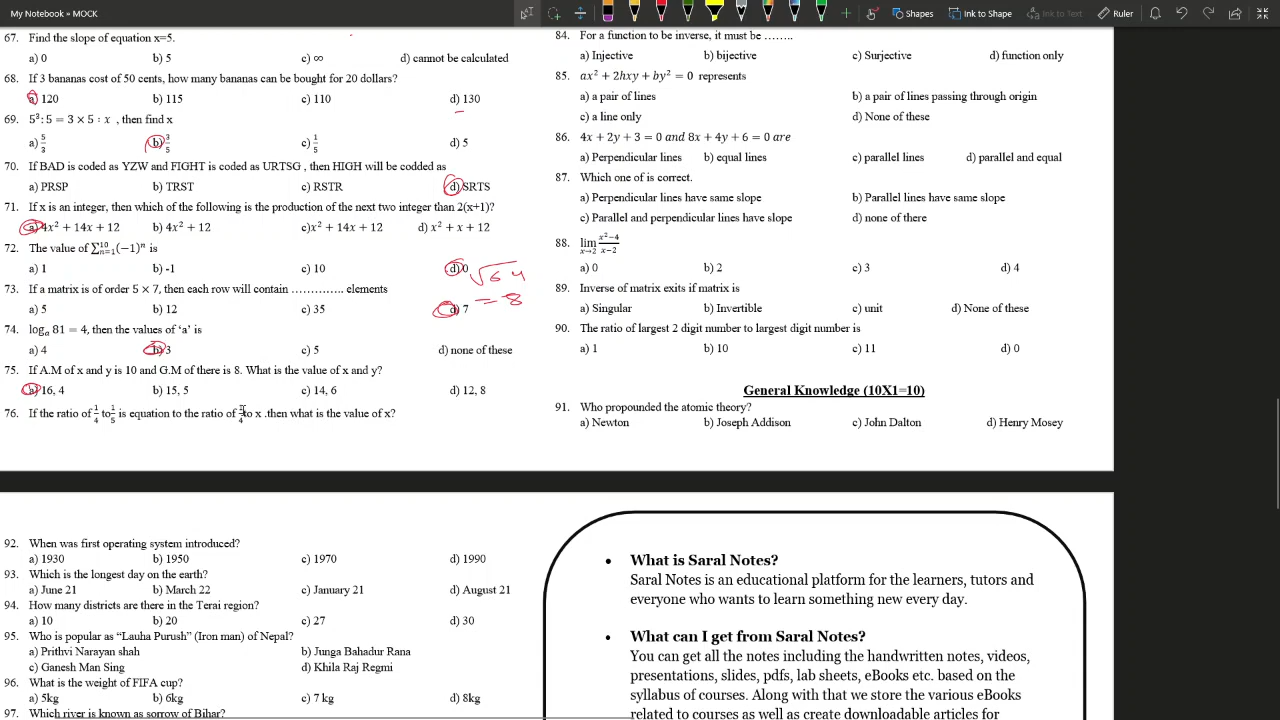 My Notebook » MOCK
Shapes
Ink to Shape
Ink to Text
Ruler
67. Find the slope of equation x=5.
a) 0 b) 5 c) ∞ d) cannot be calculated
68. If 3 bananas cost of 50 cents, how many bananas can be bought for 20 dollars?
a) 120 b) 115 c) 110 d) 130
69. 5³: 5 = 3 × 5 : x , then find x
a) 5/3 b) 3/5 c) 1/5 d) 5
70. If BAD is coded as YZW and FIGHT is coded as URTSG , then HIGH will be codded as
a) PRSP b) TRST c) RSTR d) SRTS
71. If x is an integer, then which of the following is the production of the next two integer than 2(x+1)?
a) 4x² + 14x + 12 b) 4x² + 12 c)x² + 14x + 12 d) x² + x + 12
72. The value of ∑ₙ₌₁¹⁰(−1)ⁿ is
a) 1 b) -1 c) 10 d) 0
√64
73. If a matrix is of order 5 × 7, then each row will contain …………. elements
= 8
a) 5 b) 12 c) 35 d) 7
74. logₐ 81 = 4, then the values of ‘a’ is
a) 4 b) 3 c) 5 d) none of these
75. If A.M of x and y is 10 and G.M of there is 8. What is the value of x and y?
a) 16, 4 b) 15, 5 c) 14, 6 d) 12, 8
76. If the ratio of 1/4 to 1/5 is equation to the ratio of /4 to x .then what is the value of x?
84. For a function to be inverse, it must be ……..
a) Injective b) bijective c) Surjective d) function only
85. ax² + 2hxy + by² = 0 represents
a) a pair of lines b) a pair of lines passing through origin
c) a line only d) None of these
86. 4x + 2y + 3 = 0 and 8x + 4y + 6 = 0 are
a) Perpendicular lines b) equal lines c) parallel lines d) parallel and equal
87. Which one of is correct.
a) Perpendicular lines have same slope b) Parallel lines have same slope
c) Parallel and perpendicular lines have slope d) none of there
88. lim x→2 x²−4/x−2
a) 0 b) 2 c) 3 d) 4
89. Inverse of matrix exits if matrix is
a) Singular b) Invertible c) unit d) None of these
90. The ratio of largest 2 digit number to largest digit number is
a) 1 b) 10 c) 11 d) 0
General Knowledge (10X1=10)
91. Who propounded the atomic theory?
a) Newton b) Joseph Addison c) John Dalton d) Henry Mosey
92. When was first operating system introduced?
a) 1930 b) 1950 c) 1970 d) 1990
93. Which is the longest day on the earth?
a) June 21 b) March 22 c) January 21 d) August 21
94. How many districts are there in the Terai region?
a) 10 b) 20 c) 27 d) 30
95. Who is popular as “Lauha Purush” (Iron man) of Nepal?
a) Prithvi Narayan shah b) Junga Bahadur Rana
c) Ganesh Man Sing d) Khila Raj Regmi
96. What is the weight of FIFA cup?
a) 5kg b) 6kg c) 7 kg d) 8kg
97. Which river is known as sorrow of Bihar?
• What is Saral Notes?
Saral Notes is an educational platform for the learners, tutors and
everyone who wants to learn something new every day.
• What can I get from Saral Notes?
You can get all the notes including the handwritten notes, videos,
presentations, slides, pdfs, lab sheets, eBooks etc. based on the
syllabus of courses. Along with that we store the various eBooks
related to courses as well as create downloadable articles for